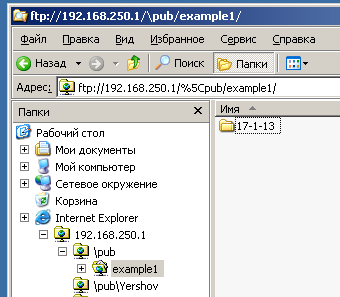 ftp://192.168.250.1/\pub/example1/
Файл Правка Вид Избранное Сервис Справка
Назад Поиск Папки
Адрес: ftp://192.168.250.1/%5Cpub/example1/
Папки
Имя
17-1-13
Рабочий стол
Мои документы
Мой компьютер
Сетевое окружение
Корзина
Internet Explorer
192.168.250.1
\pub
example1
\pub\Yershov